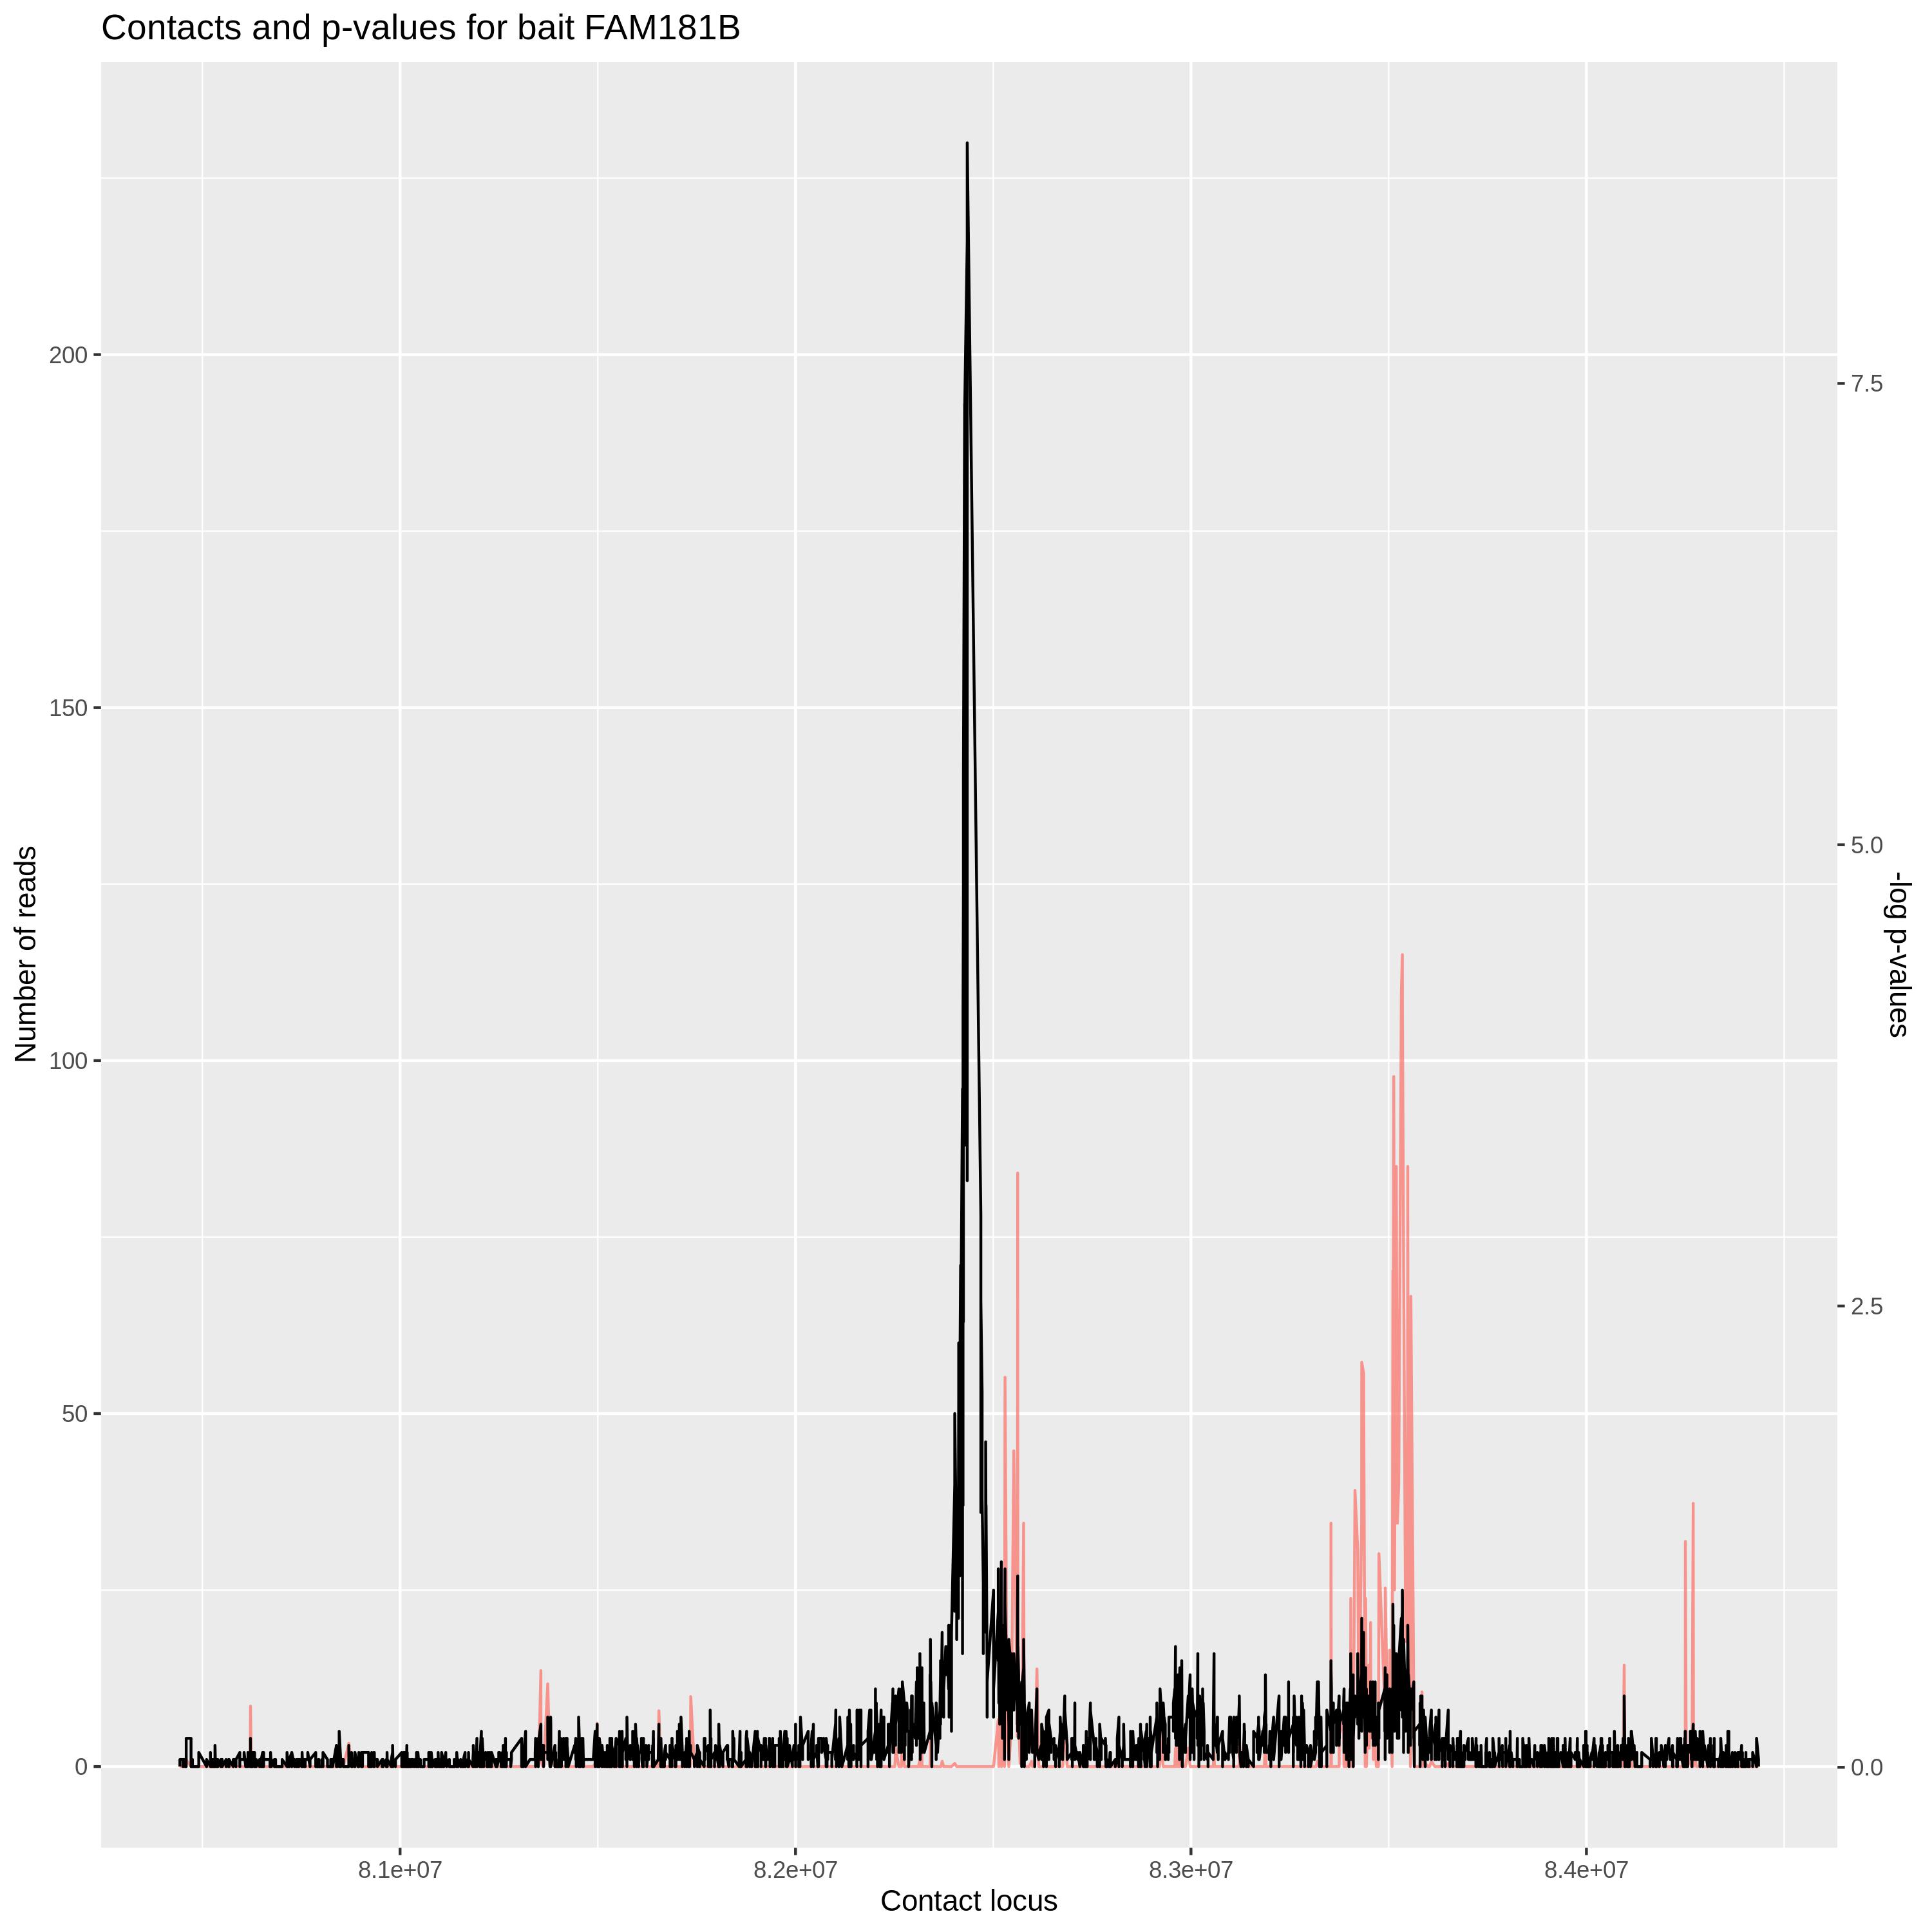 Contacts and p-values for bait FAM181B
Number of reads
200
150
100
50
0
7.5
5.0
2.5
0.0
-log p-values
8.1e+07 8.2e+07 8.3e+07 8.4e+07
Contact locus